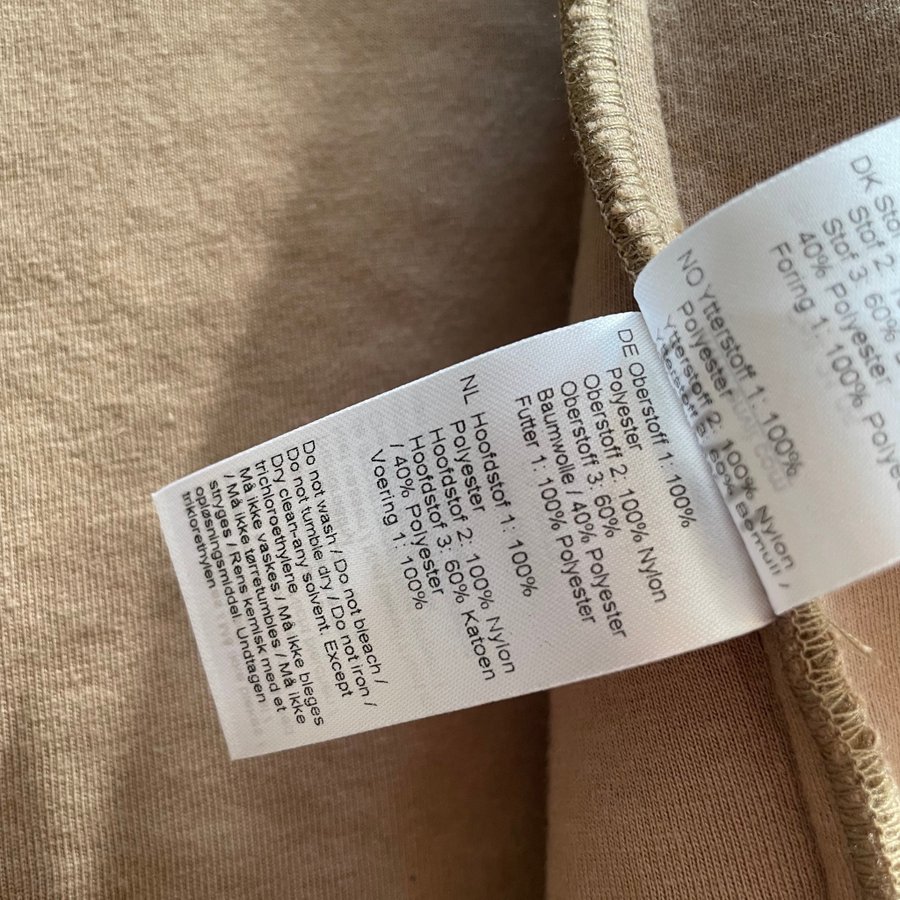 DK Stof
Stof 2:
Stof 3: 60%
40% Polyester
Foring 1: 100% Polye
NO Ytterstoff 1: 100%
Polyester
Ytterstoff 2: 100% Nylon /
DE Oberstoff 1: 100%
Polyester
Oberstoff 2: 100% Nylon
Oberstoff 3: 60%
Baumwolle / 40% Polyester
Futter 1: 100% Polyester
NL Hoofdstof 1: 100%
Polyester
Hoofdstof 2: 100% Nylon
Hoofdstof 3: 60% Katoen
/ 40% Polyester
Voering 1: 100%
Do not wash / Do not bleach /
Do not tumble dry / Do not iron /
Dry clean-any solvent. Except
trichloroethylene
Må ikke vaskes / Må ikke bleges
/ Må ikke tørretumbles / Må ikke
stryges / Rens kemisk med et
opløsningsmiddel. Undtagen
triklorethylen